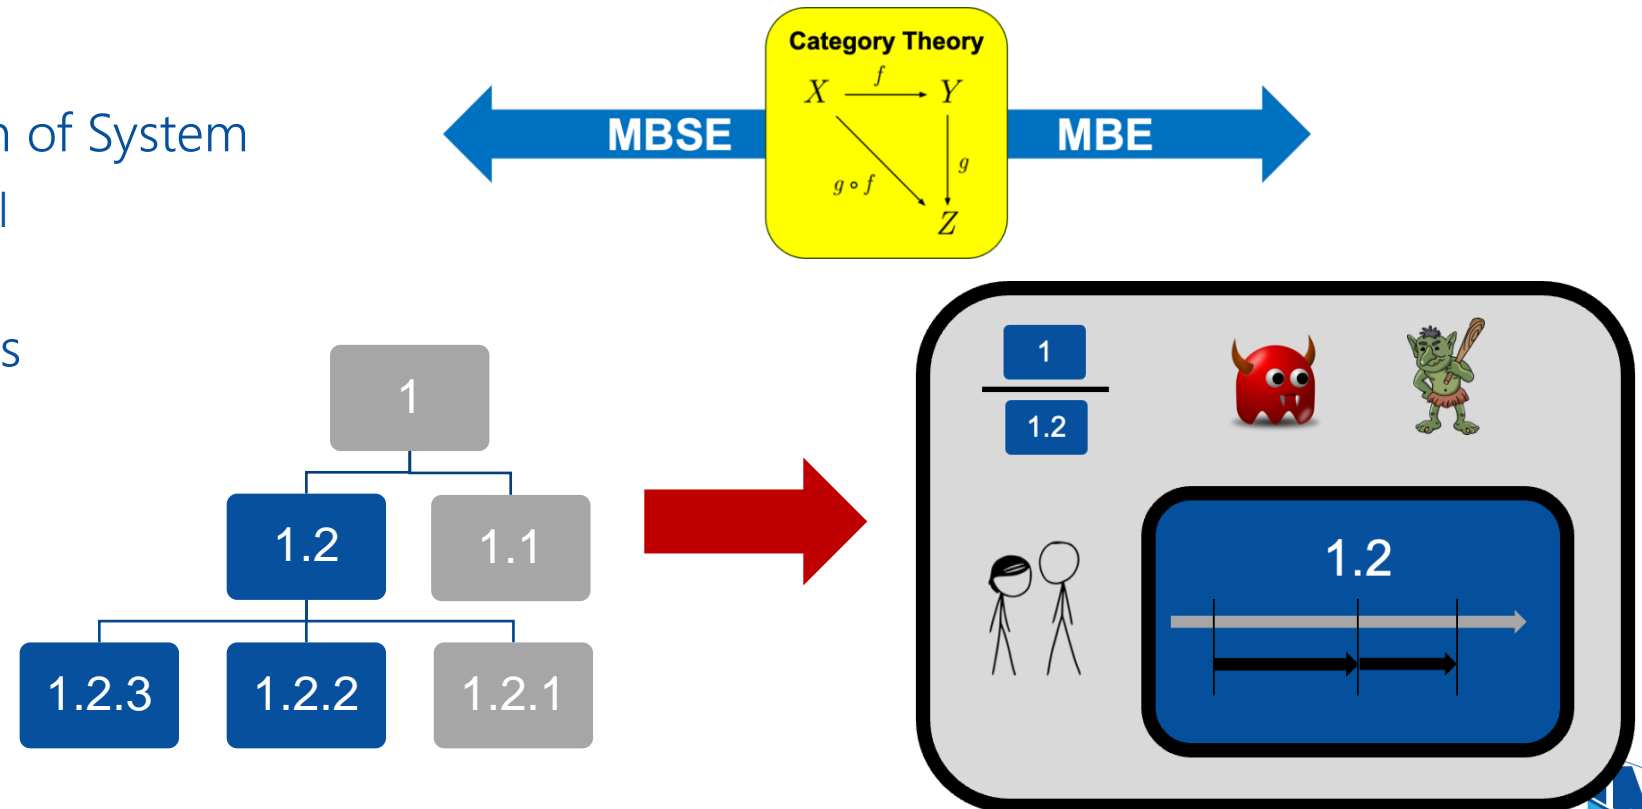 Category Theory
X f Y
MBSE
MBE
g ∘ f
g
Z
of System
1
1.2
1.1
1.2.3
1.2.2
1.2.1
1
1.2
1.2